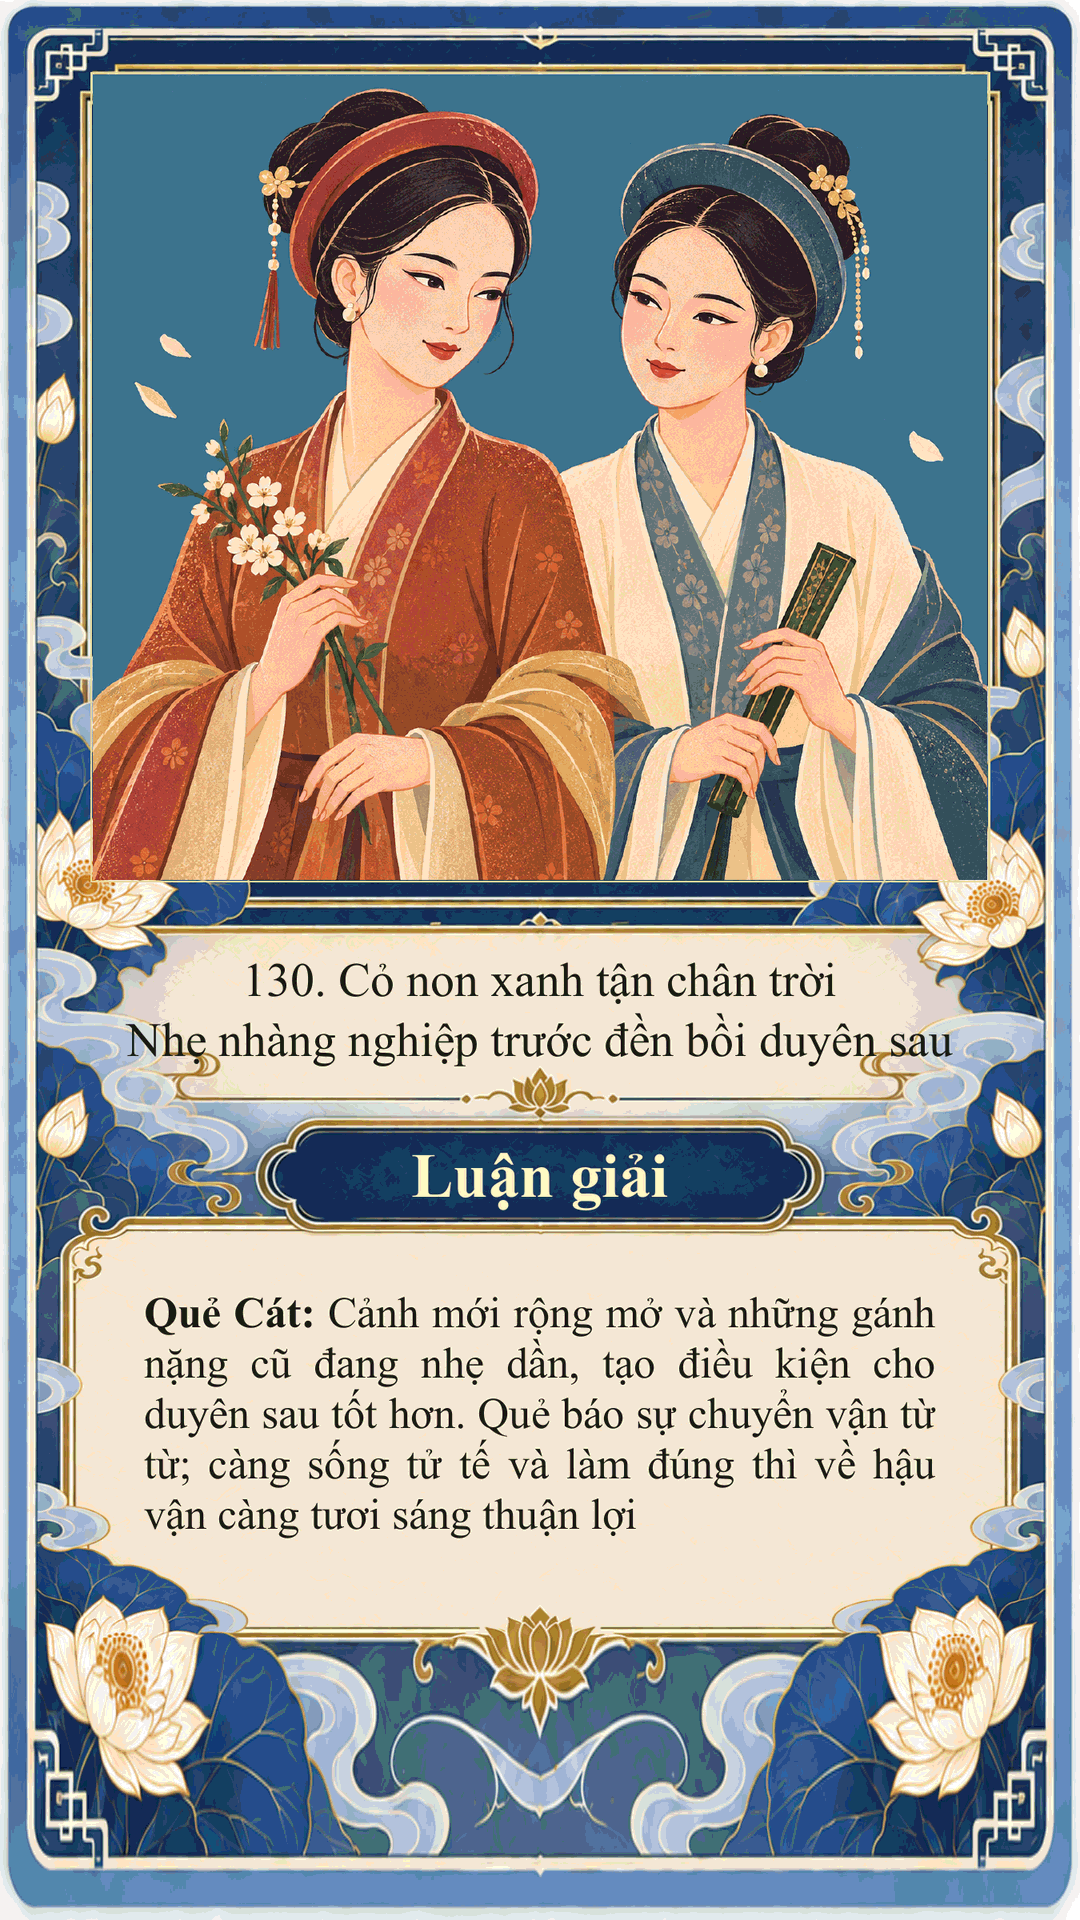 130. Cỏ non xanh tận chân trời
Nhẹ nhàng nghiệp trước đền bồi duyên sau
Luận giải
Quẻ Cát: Cảnh mới rộng mở và những gánh
nặng cũ đang nhẹ dần, tạo điều kiện cho
duyên sau tốt hơn. Quẻ báo sự chuyển vận từ
từ; càng sống tử tế và làm đúng thì về hậu
vận càng tươi sáng thuận lợi